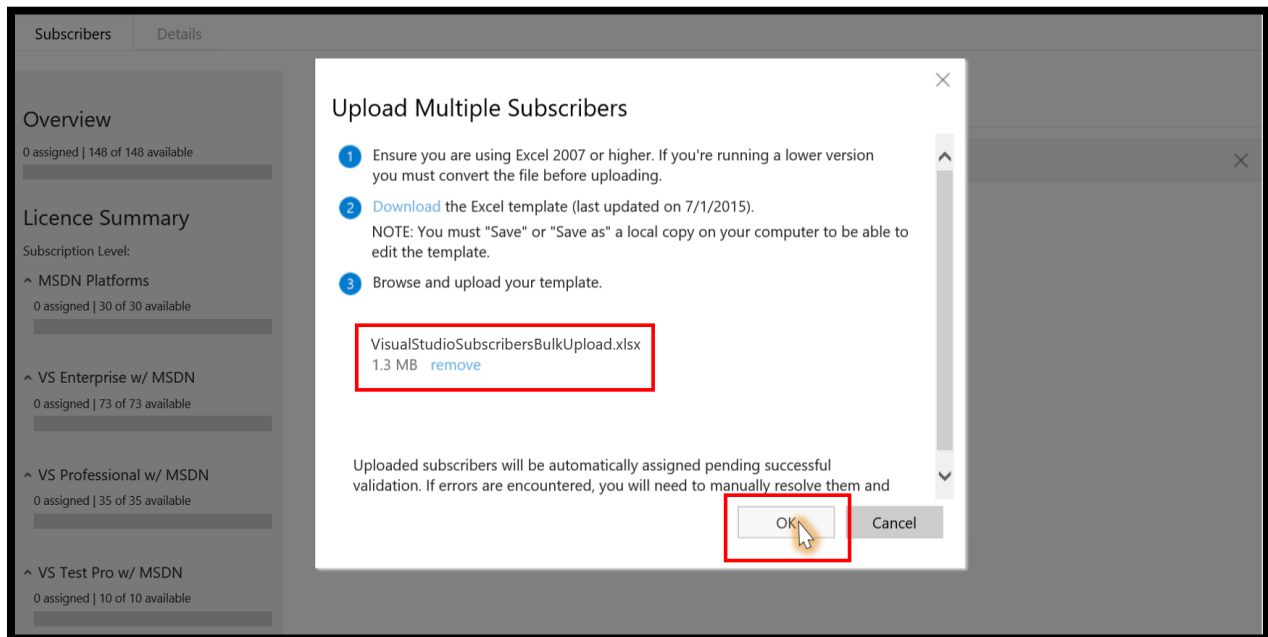 Subscribers
Details
Overview
0 assigned | 148 of 148 available
Licence Summary
Subscription Level:
MSDN Platforms
0 assigned | 30 of 30 available
VS Enterprise w/ MSDN
0 assigned | 73 of 73 available
VS Professional w/ MSDN
0 assigned | 35 of 35 available
VS Test Pro w/ MSDN
0 assigned | 10 of 10 available
Upload Multiple Subscribers
1 Ensure you are using Excel 2007 or higher. If you're running a lower version
you must convert the file before uploading.
2 Download the Excel template (last updated on 7/1/2015).
NOTE: You must "Save" or "Save as" a local copy on your computer to be able to
edit the template.
3 Browse and upload your template.
VisualStudioSubscribersBulkUpload.xlsx
1.3 MB remove
Uploaded subscribers will be automatically assigned pending successful
validation. If errors are encountered, you will need to manually resolve them and
OK
Cancel